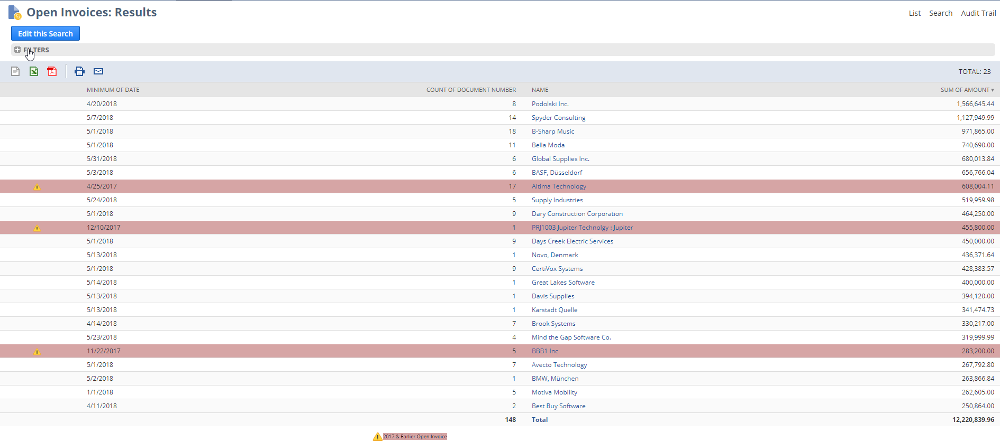 Open Invoices: Results
List Search Audit Trail
Edit this Search
FILTERS
TOTAL: 23
MINIMUM OF DATE COUNT OF DOCUMENT NUMBER NAME SUM OF AMOUNT
4/20/2018 8 Podolski Inc. 1,566,645.44
5/7/2018 14 Spyder Consulting 1,127,949.99
5/1/2018 18 B-Sharp Music 971,865.00
5/1/2018 11 Bella Moda 740,690.00
5/31/2018 6 Global Supplies Inc. 680,013.84
5/3/2018 6 BASF, Düsseldorf 656,766.04
4/25/2017 17 Altima Technology 608,004.11
5/24/2018 5 Supply Industries 519,959.98
5/1/2018 9 Dary Construction Corporation 464,250.00
12/10/2017 1 PRJ1003 Jupiter Technolgy : Jupiter 455,800.00
5/1/2018 9 Days Creek Electric Services 450,000.00
5/13/2018 1 Novo, Denmark 436,371.64
5/1/2018 9 CertiVox Systems 428,383.57
5/14/2018 1 Great Lakes Software 400,000.00
5/13/2018 1 Davis Supplies 394,120.00
5/13/2018 1 Karstadt Quelle 341,474.73
4/14/2018 7 Brook Systems 330,217.00
5/23/2018 4 Mind the Gap Software Co. 319,999.99
11/22/2017 5 BBB1 Inc 283,200.00
5/1/2018 7 Avecto Technology 267,792.80
5/2/2018 1 BMW, München 263,866.84
1/1/2018 5 Motiva Mobility 262,605.00
4/11/2018 2 Best Buy Software 250,864.00
148 Total 12,220,839.96
2017 & Earlier Open Invoice